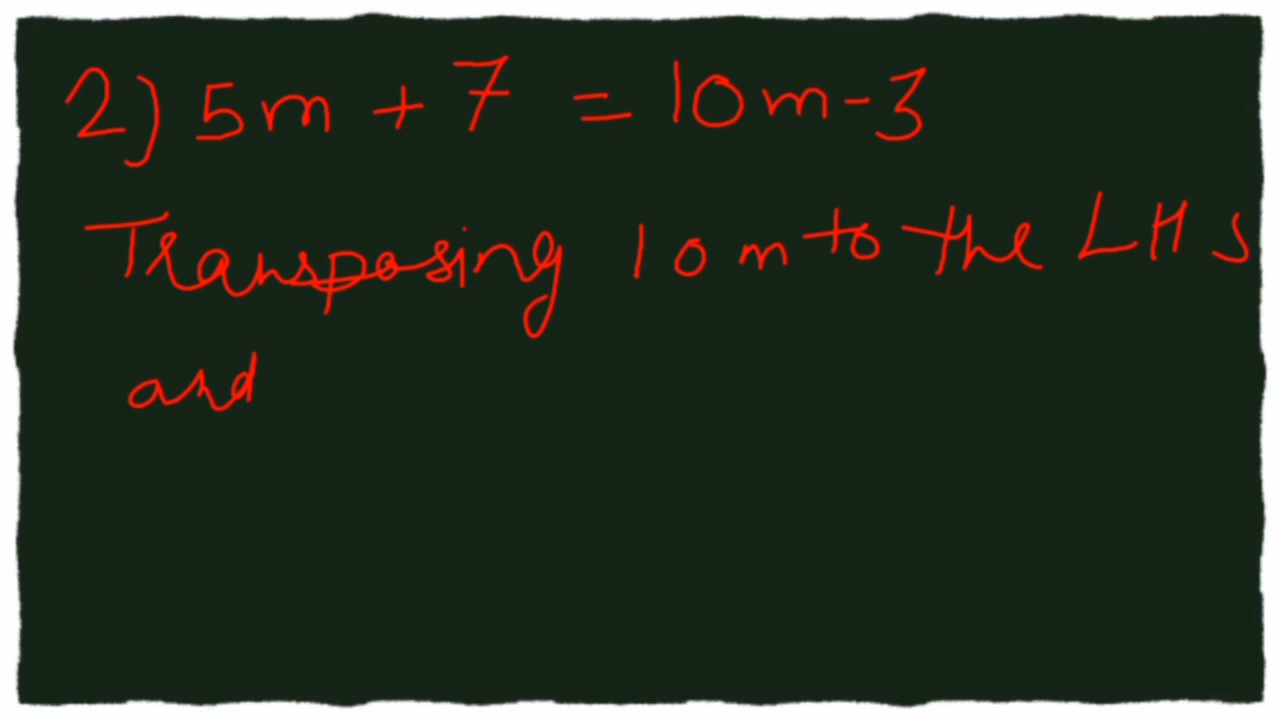 2) 5m + 7 = 10m - 3
Transposing 10m to the LHS
and